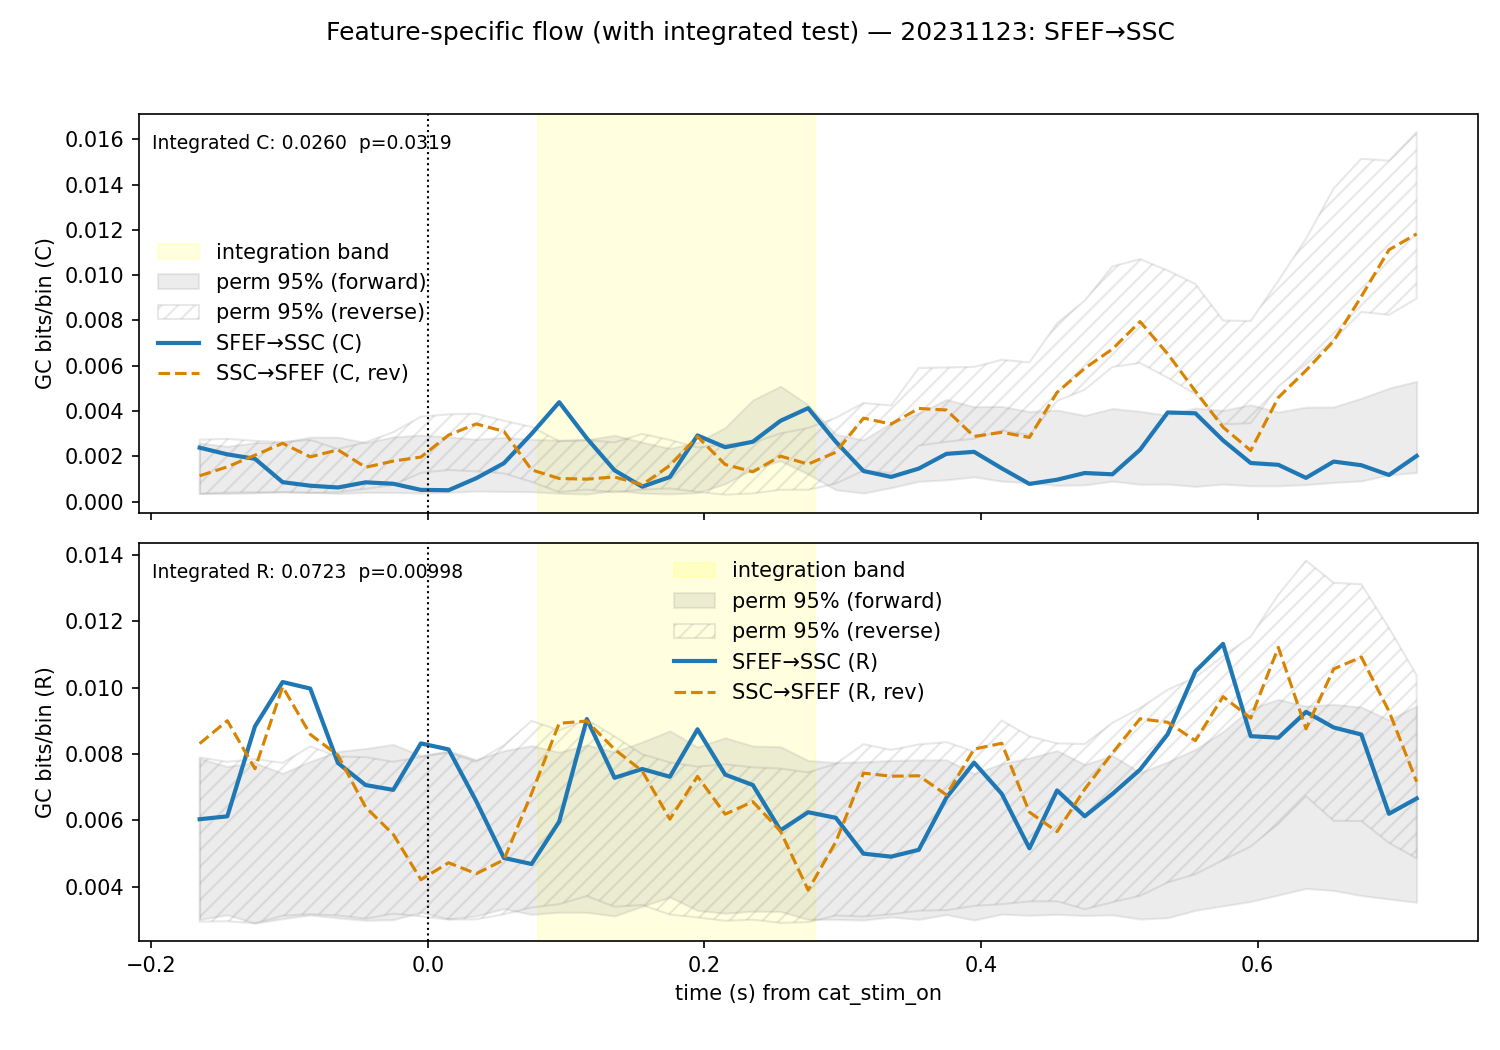 Feature-specific flow (with integrated test) — 20231123: SFEF→SSC
Integrated C: 0.0260  p=0.0319
integration band
perm 95% (forward)
perm 95% (reverse)
SFEF→SSC (C)
SSC→SFEF (C, rev)
GC bits/bin (C)
0.016
0.014
0.012
0.010
0.008
0.006
0.004
0.002
0.000
Integrated R: 0.0723  p=0.00998
integration band
perm 95% (forward)
perm 95% (reverse)
SFEF→SSC (R)
SSC→SFEF (R, rev)
GC bits/bin (R)
0.014
0.012
0.010
0.008
0.006
0.004
−0.2 0.0 0.2 0.4 0.6
time (s) from cat_stim_on